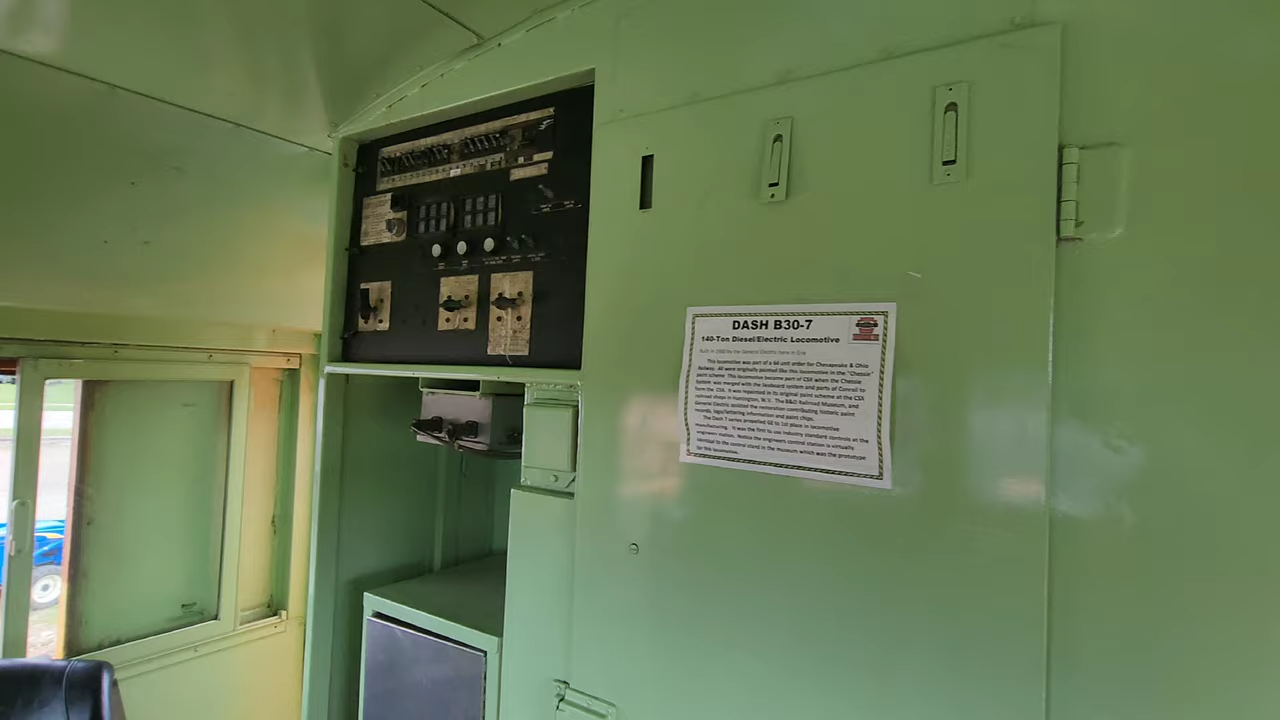 DASH B30-7
140-Ton Diesel/Electric Locomotive
Built in 1980 by the General Electric here in Erie
This locomotive was part of a 64 unit order for Chesapeake & Ohio
Railway. All were originally painted like this locomotive in the "Chessie"
paint scheme. This locomotive became part of CSX when the Chessie
System was merged with the Seaboard system and parts of Conrail to
form the CSX. It was repainted in its original paint scheme at the CSX
railroad shops in Huntington, W.V. The B&O Railroad Museum, and
General Electric assisted the restoration contributing historic paint
records, logo/lettering information and paint chips.
The Dash 7 series propelled GE to 1st place in locomotive
manufacturing. It was the first to use industry standard controls at the
engineers station. Notice the engineers control station is virtually
identical to the control stand in the museum which was the prototype
for this locomotive.